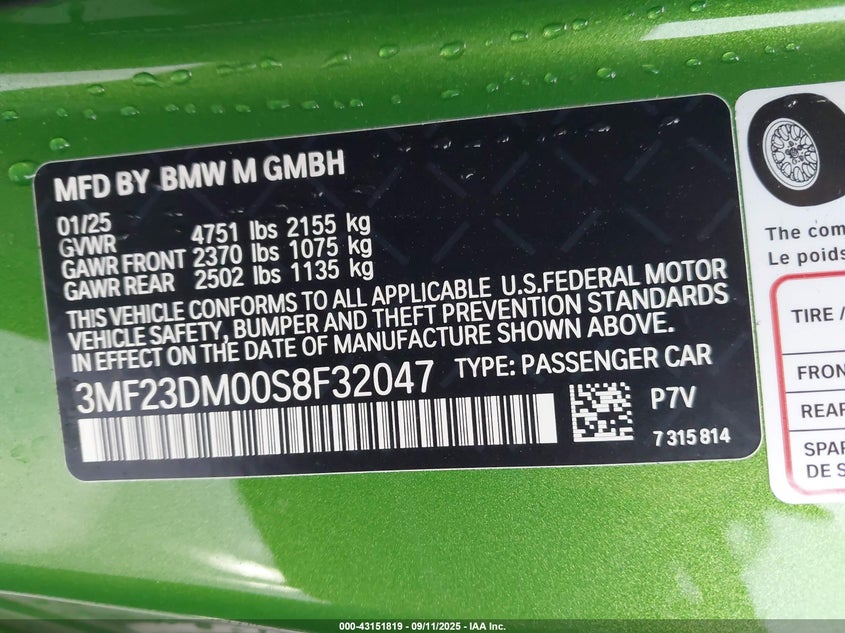 MFD BY BMW M GMBH
01/25
GVWR 4751 lbs 2155 kg
GAWR FRONT 2370 lbs 1075 kg
GAWR REAR 2502 lbs 1135 kg
THIS VEHICLE CONFORMS TO ALL APPLICABLE U.S.FEDERAL MOTOR
VEHICLE SAFETY, BUMPER AND THEFT PREVENTION STANDARDS
IN EFFECT ON THE DATE OF MANUFACTURE SHOWN ABOVE.
3MF23DM00S8F32047 TYPE: PASSENGER CAR
P7V
7 315 814
The com
Le poids
TIRE /
FRON
REAR
SPAR
DE S
000-43151819 - 09/11/2025 - IAA Inc.